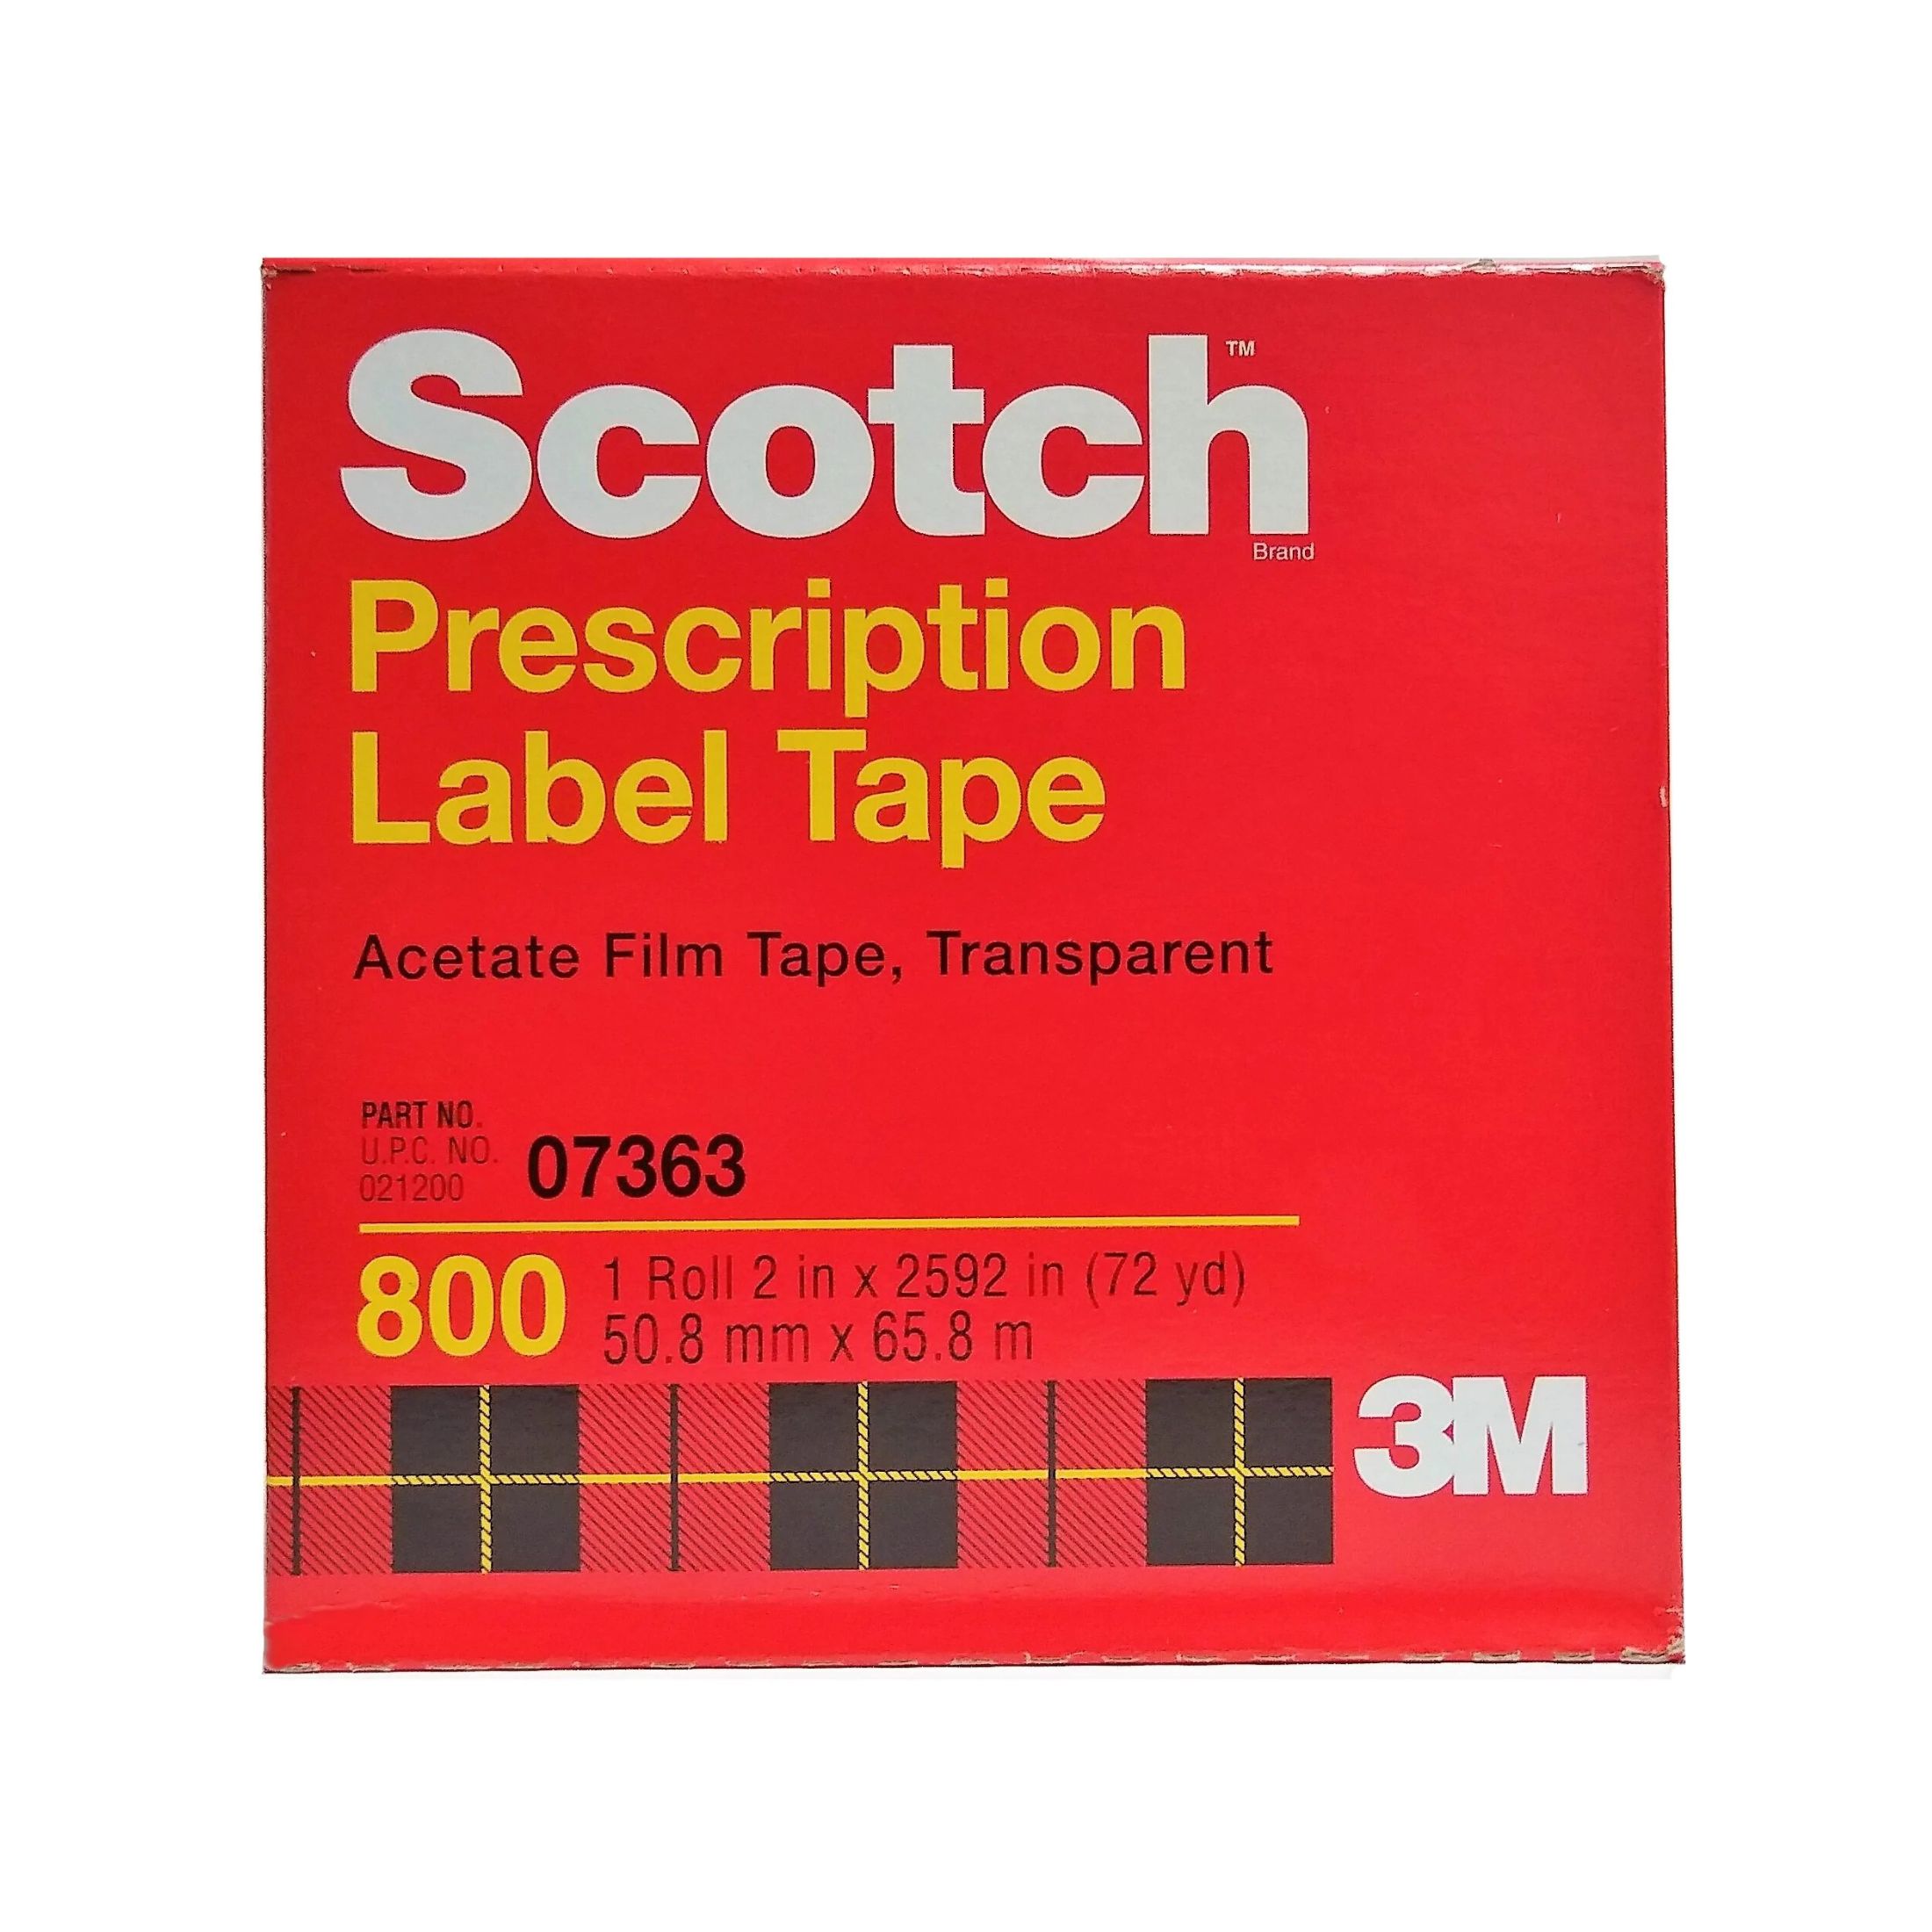 Scotch™
Brand
Prescription
Label Tape
Acetate Film Tape, Transparent
PART NO.
U.P.C. NO.
021200
07363
800
1 Roll 2 in x 2592 in (72 yd)
50.8 mm x 65.8 m
3M